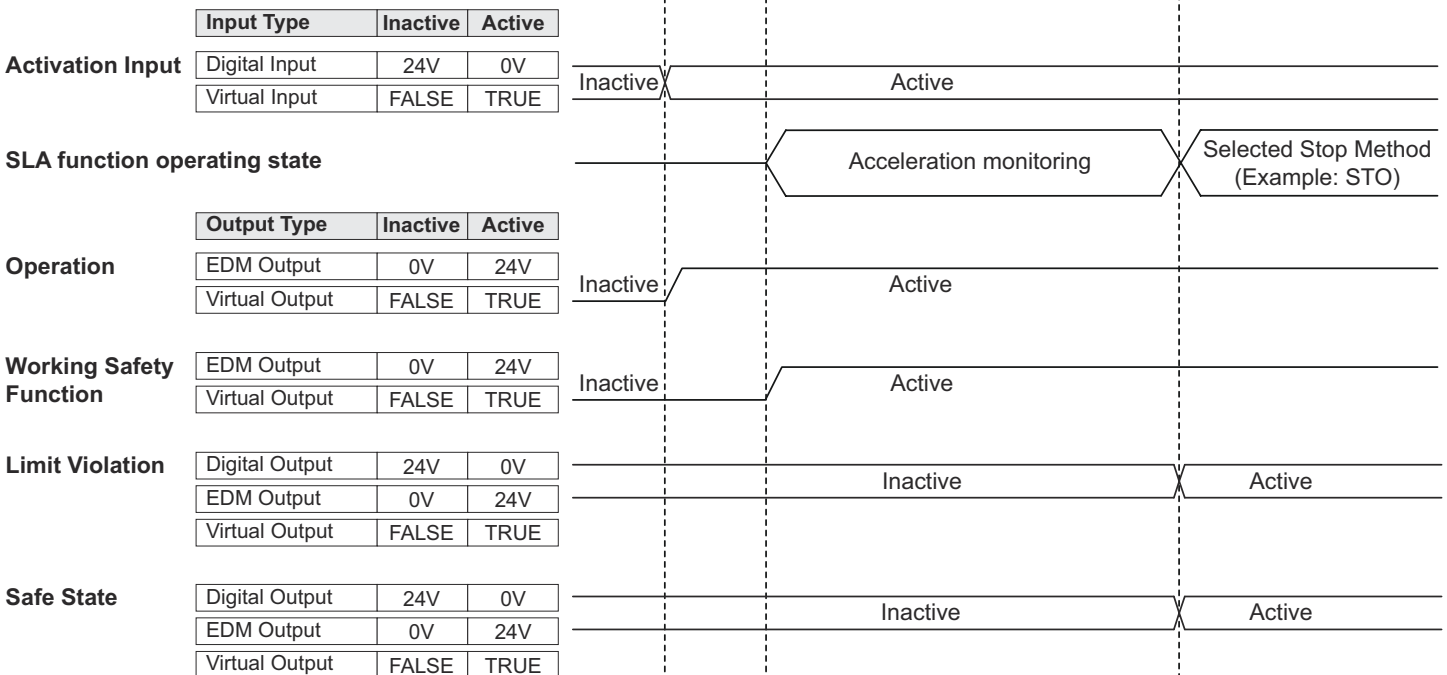 Input Type Inactive Active
Activation Input Digital Input 24V 0V
Virtual Input FALSE TRUE
Inactive Active
SLA function operating state Acceleration monitoring Selected Stop Method
(Example: STO)
Output Type Inactive Active
Operation EDM Output 0V 24V
Virtual Output FALSE TRUE
Inactive Active
Working Safety
Function
EDM Output 0V 24V
Virtual Output FALSE TRUE
Inactive Active
Limit Violation Digital Output 24V 0V
EDM Output 0V 24V
Virtual Output FALSE TRUE
Inactive Active
Safe State Digital Output 24V 0V
EDM Output 0V 24V
Virtual Output FALSE TRUE
Inactive Active